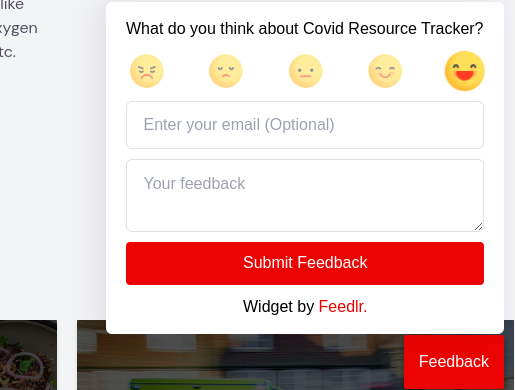 like
xygen
etc.
What do you think about Covid Resource Tracker?
Enter your email (Optional)
Your feedback
Submit Feedback
Widget by Feedlr.
Feedback